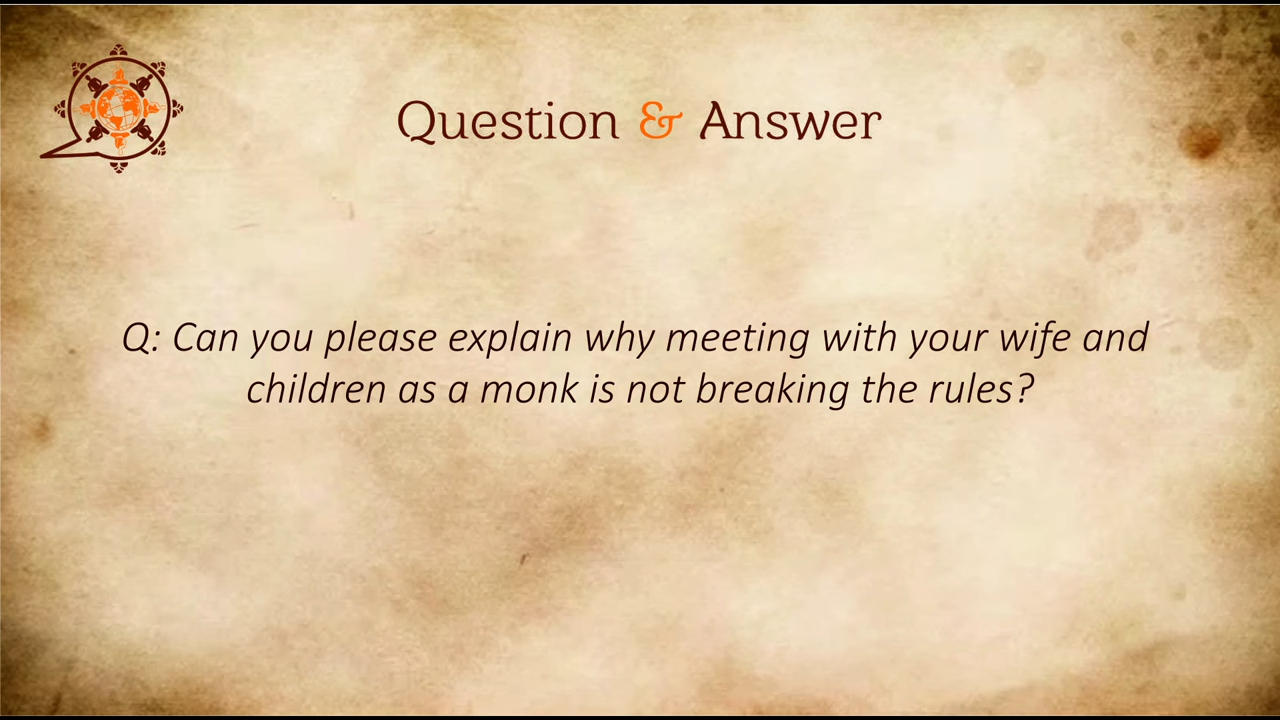 Question & Answer
Q: Can you please explain why meeting with your wife and
children as a monk is not breaking the rules?